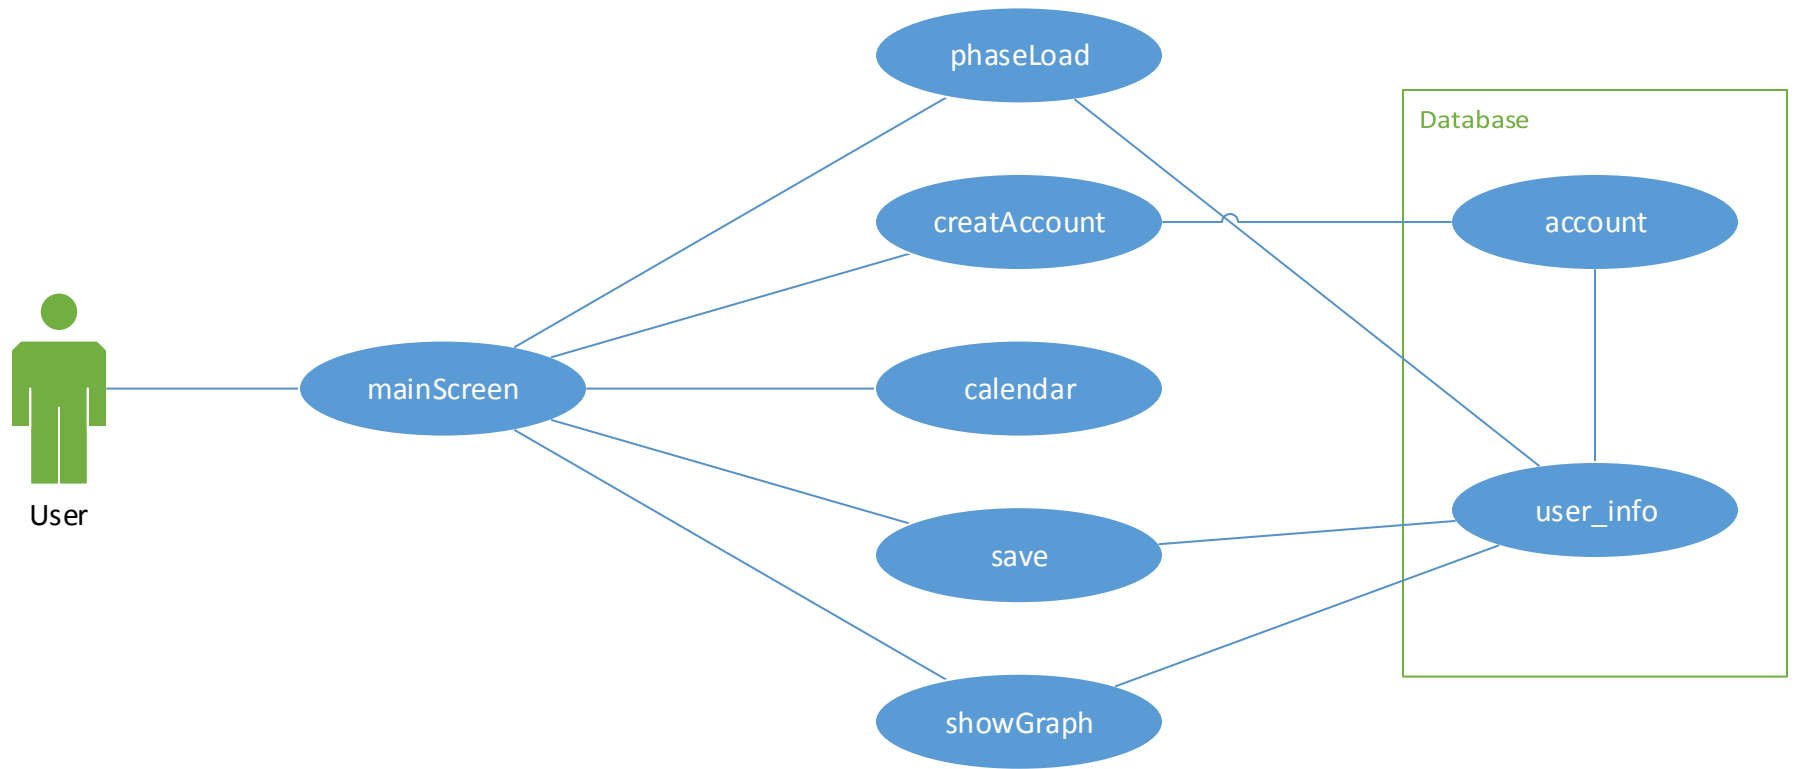 phaseLoad
Database
creatAccount
account
mainScreen
calendar
User
user_info
save
showGraph